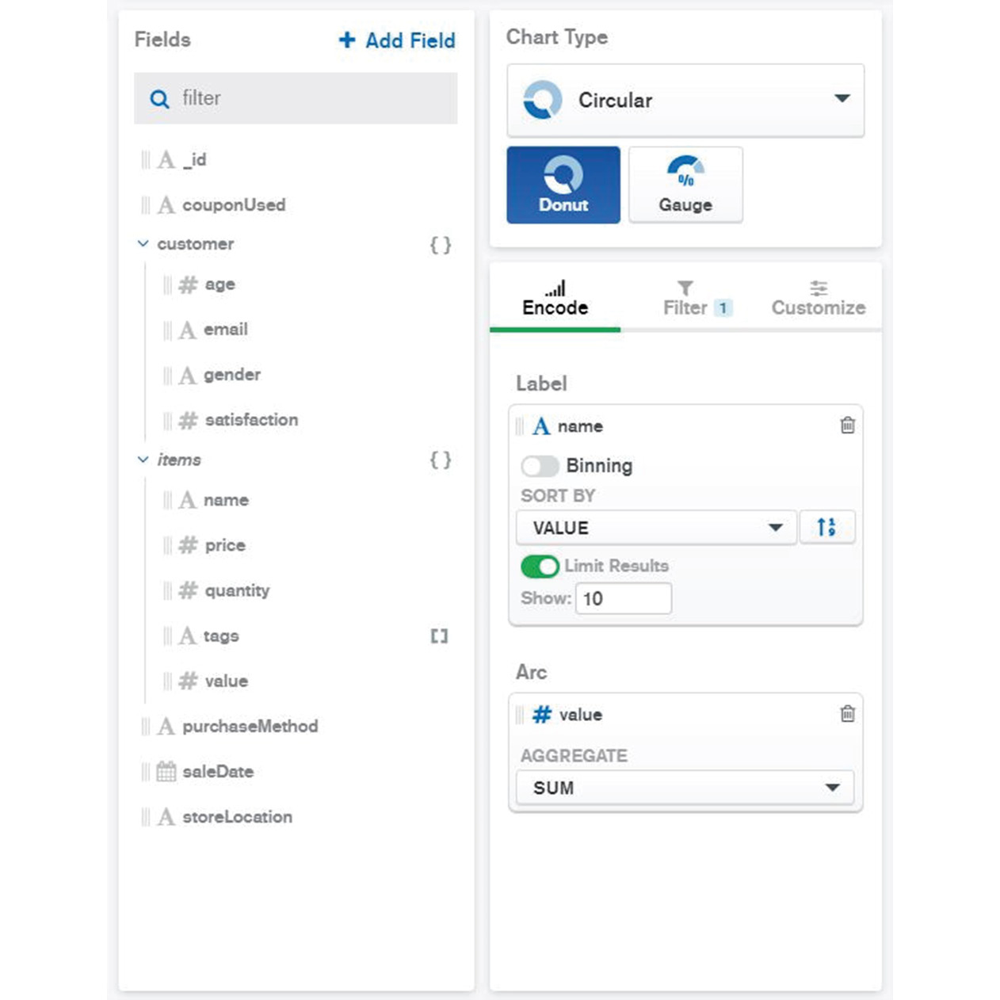 Fields
+ Add Field
filter
A _id
A couponUsed
customer {}
# age
A email
A gender
# satisfaction
items {}
A name
# price
# quantity
A tags []
# value
A purchaseMethod
saleDate
A storeLocation
Chart Type
Circular
Donut
% Gauge
Encode
Filter 1
Customize
Label
A name
Binning
SORT BY
VALUE
1 9
Limit Results
Show: 10
Arc
# value
AGGREGATE
SUM